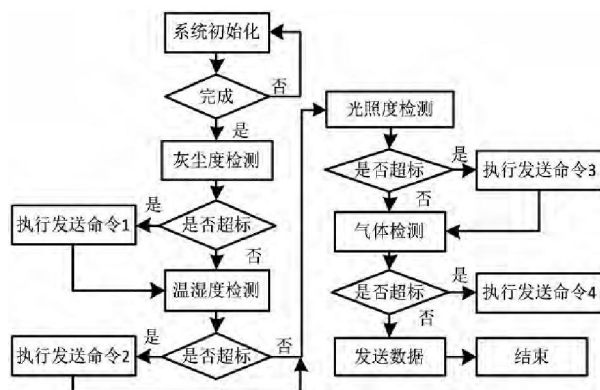 系统初始化
完成
否
是
灰尘度检测
是否超标
是
执行发送命令1
否
温湿度检测
是否超标
是
执行发送命令2
否
光照度检测
是否超标
是
执行发送命令3
否
气体检测
是否超标
是
执行发送命令4
否
发送数据
结束